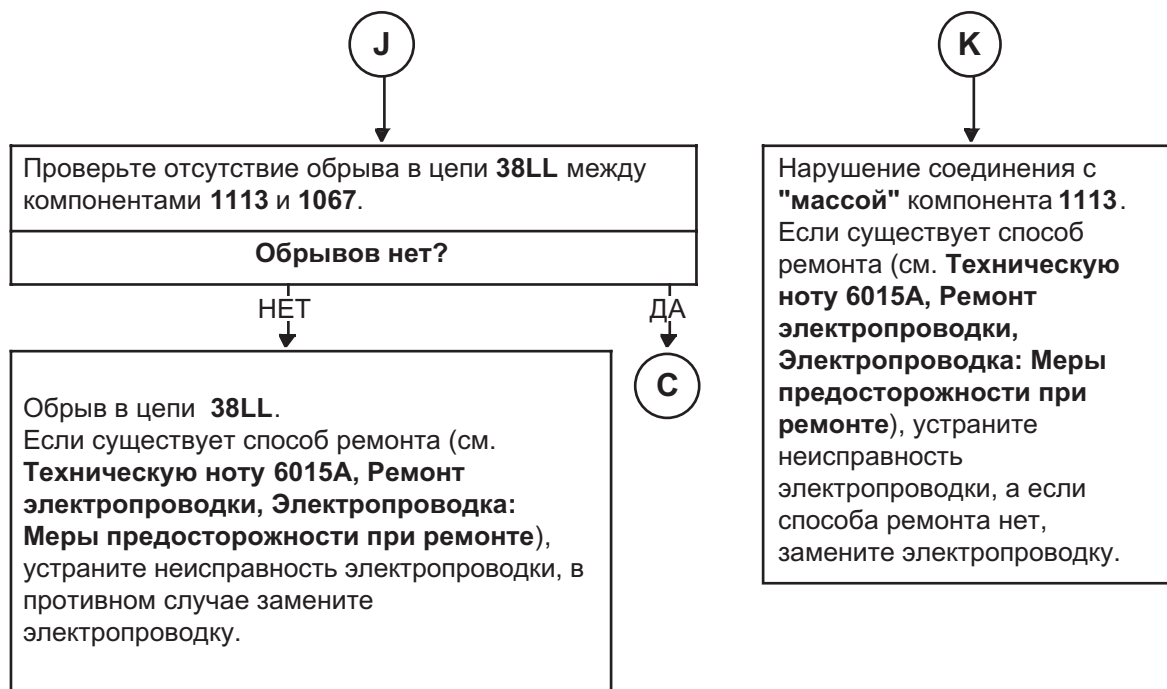 J
Проверьте отсутствие обрыва в цепи 38LL между
компонентами 1113 и 1067.
Обрывов нет?
НЕТ
ДА
C
Обрыв в цепи 38LL.
Если существует способ ремонта (см.
Техническую ноту 6015A, Ремонт
электропроводки, Электропроводка:
Меры предосторожности при ремонте),
устраните неисправность электропроводки, в
противном случае замените
электропроводку.
K
Нарушение соединения с
"массой" компонента 1113.
Если существует способ
ремонта (см. Техническую
ноту 6015A, Ремонт
электропроводки,
Электропроводка: Меры
предосторожности при
ремонте), устраните
неисправность
электропроводки, а если
способа ремонта нет,
замените электропроводку.